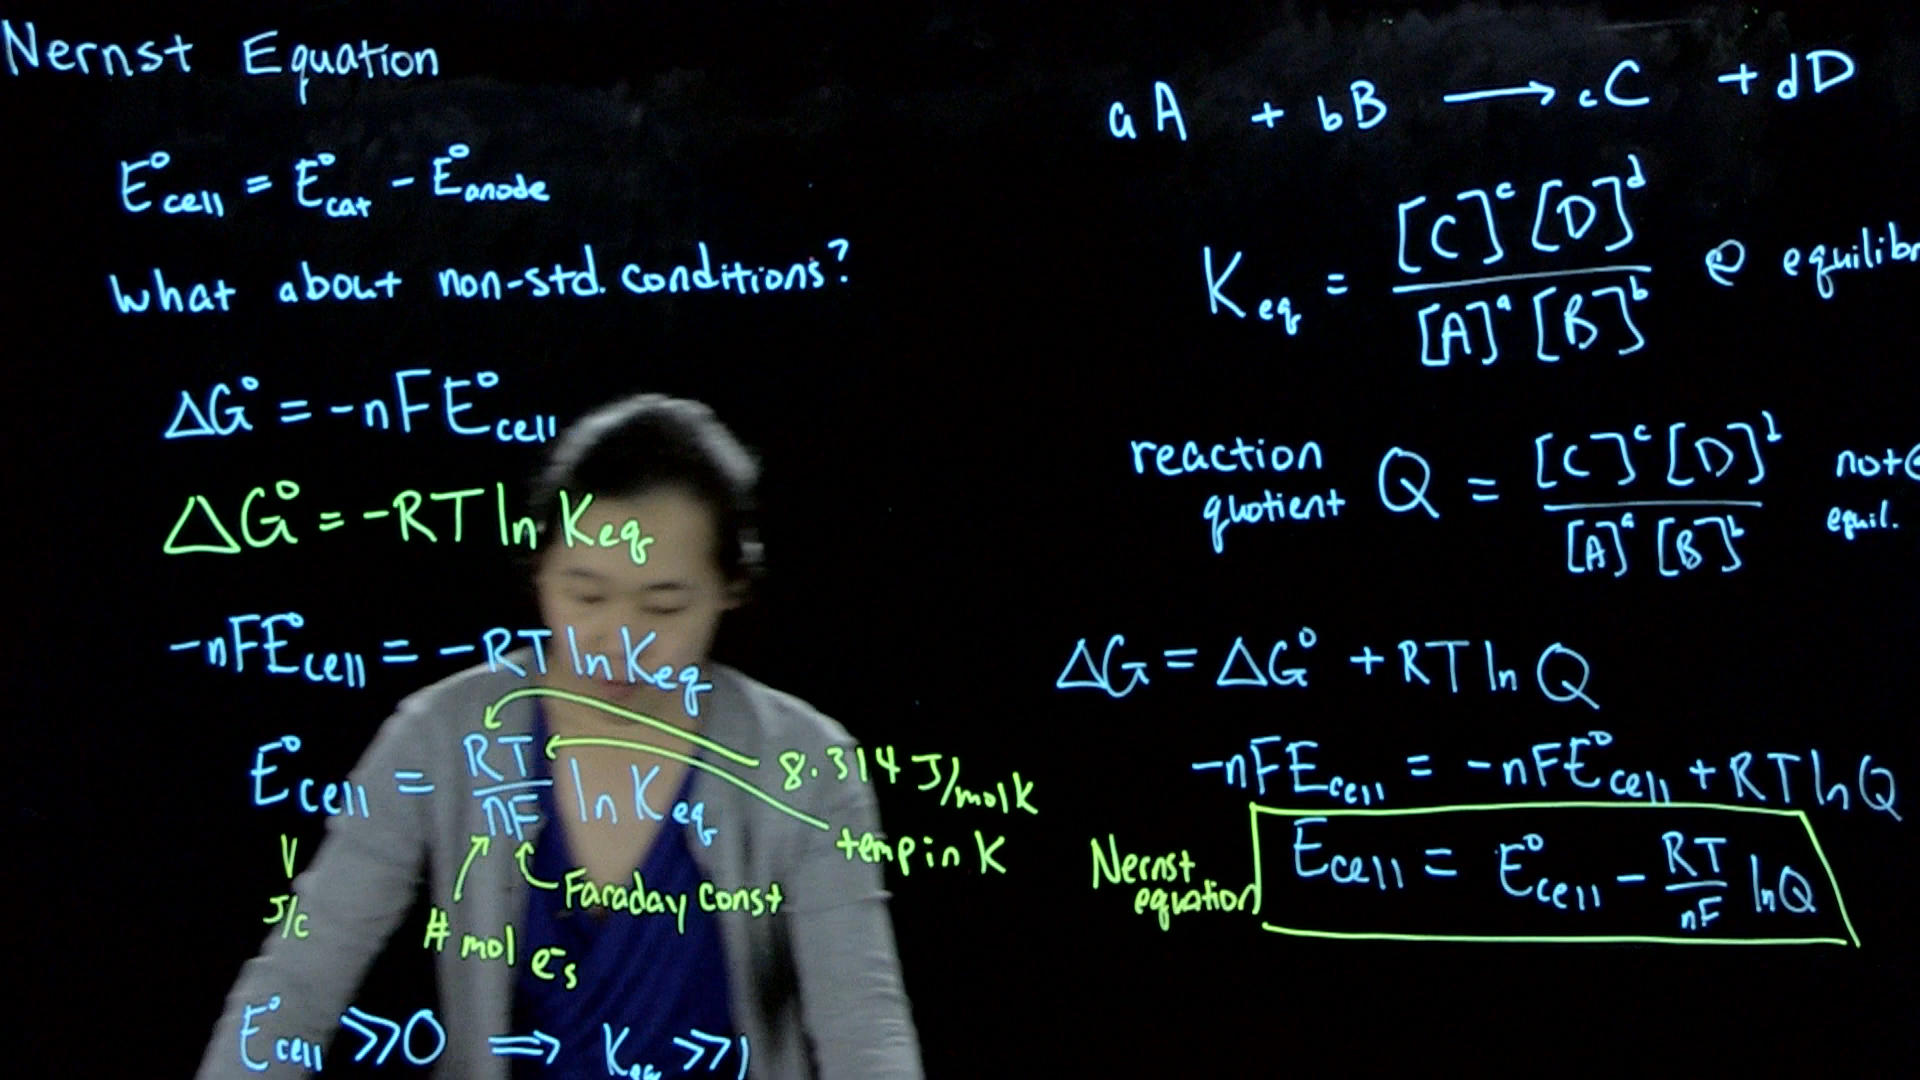 Nernst Equation
E°cell = E°cat - E°anode
What about non-std. conditions?
ΔG° = -nFE°cell
ΔG° = -RT ln Keq
-nFE°cell = -RT ln Keq
E°cell = RT/nF ln Keq
8.314 J/molK
temp in K
V
J/C
# mol e⁻s
Faraday Const
E°cell >> 0 ⇒ Keq >> 1
aA + bB → cC + dD
Keq = [C]^c [D]^d / [A]^a [B]^b @ equilibr
reaction quotient Q = [C]^c [D]^d / [A]^a [B]^b not @ equil.
ΔG = ΔG° + RT ln Q
-nFEcell = -nFE°cell + RT ln Q
Nernst equation
Ecell = E°cell - RT/nF ln Q